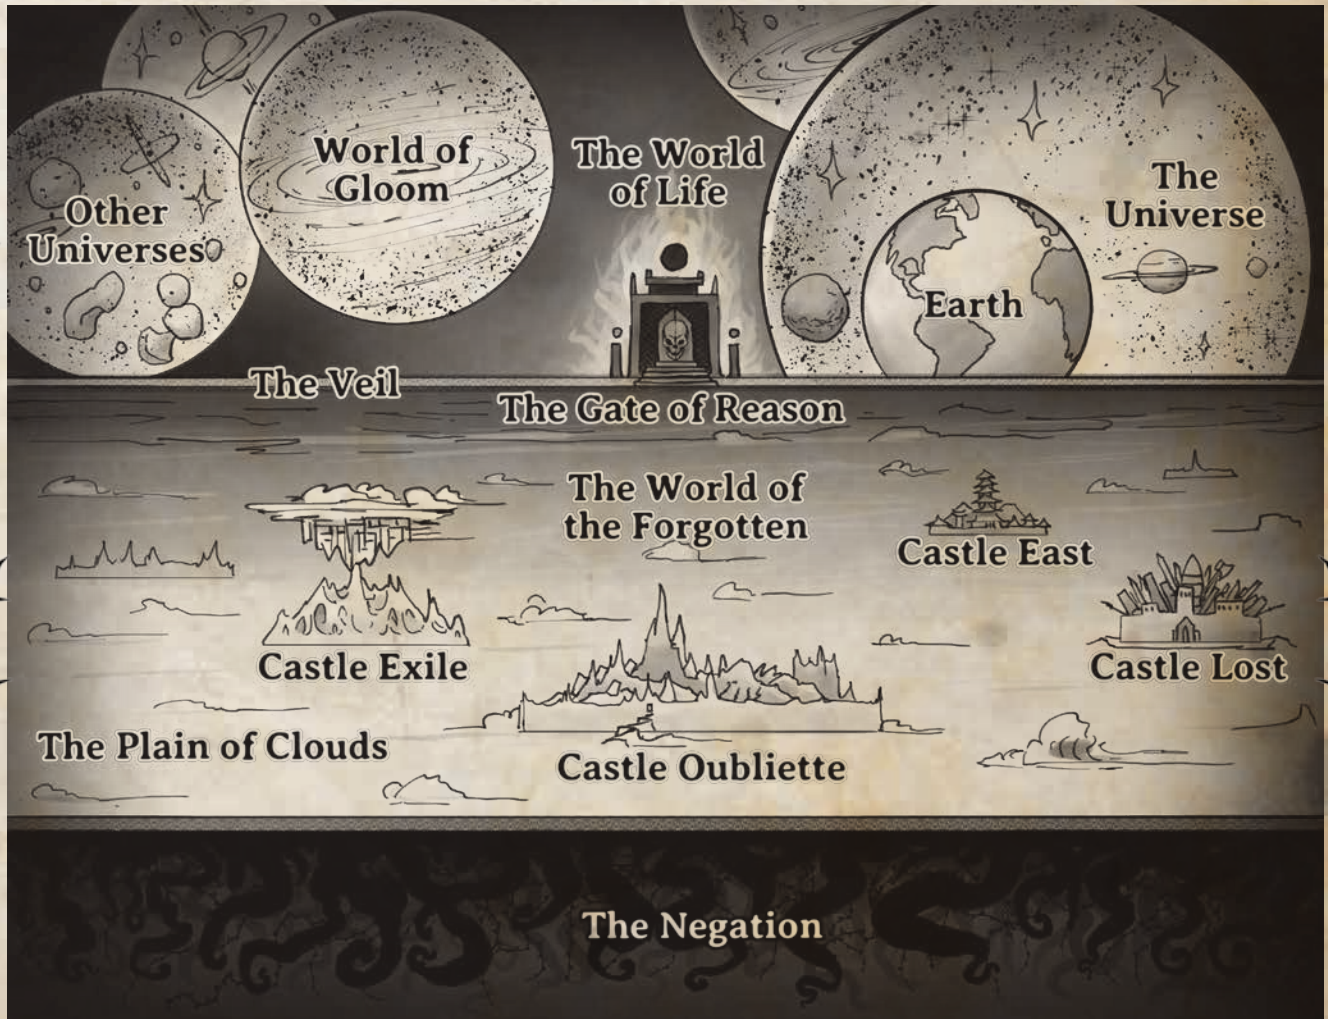 World of
Gloom
The World
of Life
The
Universe
Other
Universes
Earth
The Veil
The Gate of Reason
The World of
the Forgotten
Castle East
Castle Exile
Castle Lost
The Plain of Clouds
Castle Oubliette
The Negation